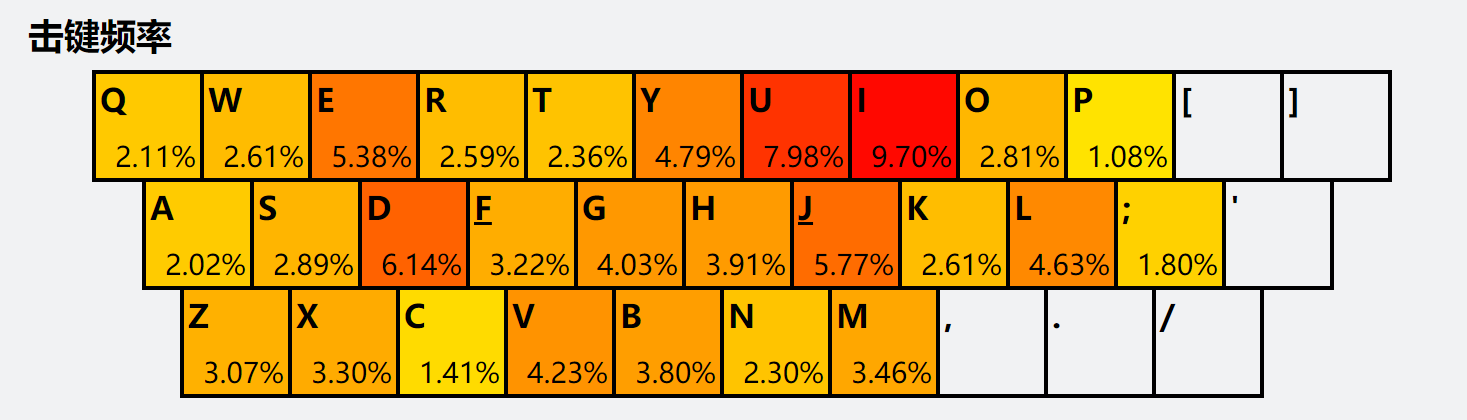 击键频率
Q W E R T Y U I O P [ ]
2.11% 2.61% 5.38% 2.59% 2.36% 4.79% 7.98% 9.70% 2.81% 1.08%
A S D F G H J K L ; '
2.02% 2.89% 6.14% 3.22% 4.03% 3.91% 5.77% 2.61% 4.63% 1.80%
Z X C V B N M , . /
3.07% 3.30% 1.41% 4.23% 3.80% 2.30% 3.46%